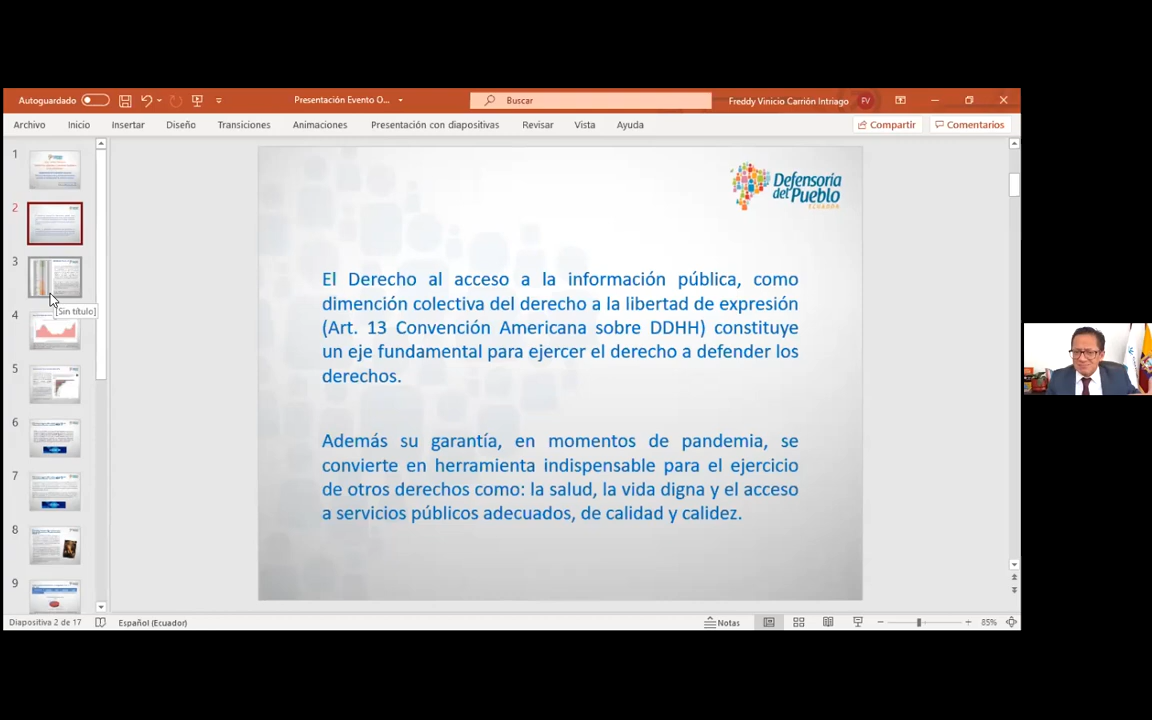 Autoguardado
Presentación Evento O...
Buscar
Freddy Vinicio Carrión Intriago
FV
Archivo
Inicio
Insertar
Diseño
Transiciones
Animaciones
Presentación con diapositivas
Revisar
Vista
Ayuda
Compartir
Comentarios
1
2
3
[Sin título]
4
5
6
7
8
9
Defensoría
del Pueblo
ECUADOR
El Derecho al acceso a la información pública, como
dimención colectiva del derecho a la libertad de expresión
(Art. 13 Convención Americana sobre DDHH) constituye
un eje fundamental para ejercer el derecho a defender los
derechos.
Además su garantía, en momentos de pandemia, se
convierte en herramienta indispensable para el ejercicio
de otros derechos como: la salud, la vida digna y el acceso
a servicios públicos adecuados, de calidad y calidez.
Diapositiva 2 de 17
Español (Ecuador)
Notas
85%